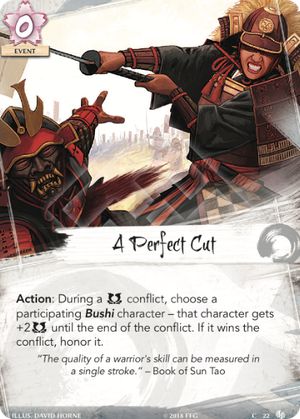 0
EVENT
A Perfect Cut
Action: During a conflict, choose a
participating Bushi character – that character gets
+2 until the end of the conflict. If it wins the
conflict, honor it.
“The quality of a warrior’s skill can be measured in
a single stroke.” – Book of Sun Tao
ILLUS. DAVID HORNE
©2018 FFG
C 22